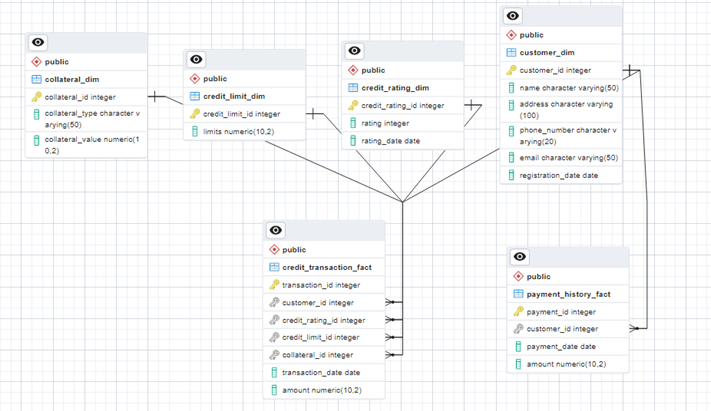 public
collateral_dim
collateral_id integer
collateral_type character v
arying(50)
collateral_value numeric(1
0,2)
public
credit_limit_dim
credit_limit_id integer
limits numeric(10,2)
public
credit_rating_dim
credit_rating_id integer
rating integer
rating_date date
public
customer_dim
customer_id integer
name character varying(50)
address character varying
(100)
phone_number character v
arying(20)
email character varying(50)
registration_date date
public
credit_transaction_fact
transaction_id integer
customer_id integer
credit_rating_id integer
credit_limit_id integer
collateral_id integer
transaction_date date
amount numeric(10,2)
public
payment_history_fact
payment_id integer
customer_id integer
payment_date date
amount numeric(10,2)